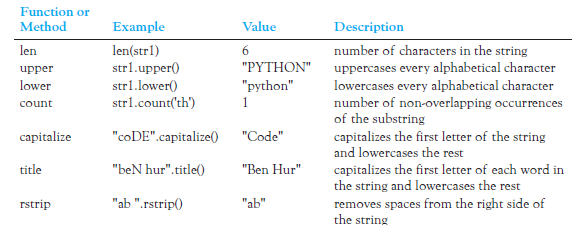 Function or
Method Example Value Description
len len(str1) 6 number of characters in the string
upper str1.upper() "PYTHON" uppercases every alphabetical character
lower str1.lower() "python" lowercases every alphabetical character
count str1.count('th') 1 number of non-overlapping occurrences
of the substring
capitalize "coDE".capitalize() "Code" capitalizes the first letter of the string
and lowercases the rest
title "beN hur".title() "Ben Hur" capitalizes the first letter of each word in
the string and lowercases the rest
rstrip "ab ".rstrip() "ab" removes spaces from the right side of
the string